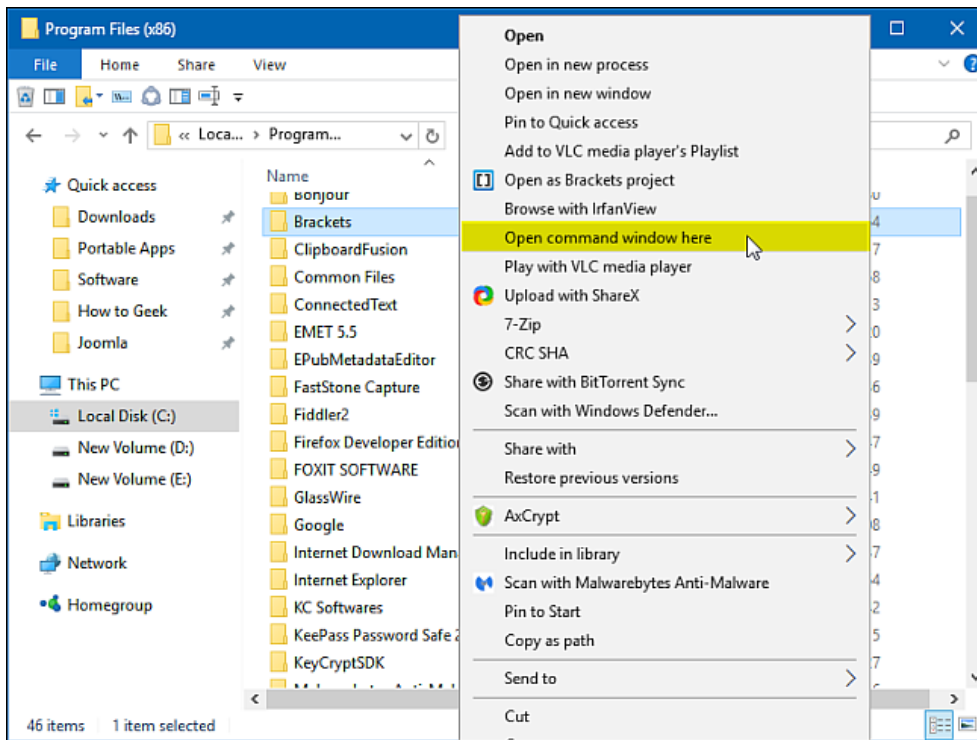 Program Files (x86)
File Home Share View
« Loca... > Program...
Quick access
Downloads
Portable Apps
Software
How to Geek
Joomla
This PC
Local Disk (C:)
New Volume (D:)
New Volume (E:)
Libraries
Network
Homegroup
Name
Bonjour
Brackets
ClipboardFusion
Common Files
ConnectedText
EMET 5.5
EPubMetadataEditor
FastStone Capture
Fiddler2
Firefox Developer Edition
FOXIT SOFTWARE
GlassWire
Google
Internet Download Man
Internet Explorer
KC Softwares
KeePass Password Safe 2
KeyCryptSDK
Open
Open in new process
Open in new window
Pin to Quick access
Add to VLC media player's Playlist
Open as Brackets project
Browse with IrfanView
Open command window here
Play with VLC media player
Upload with ShareX
7-Zip
CRC SHA
Share with BitTorrent Sync
Scan with Windows Defender...
Share with
Restore previous versions
AxCrypt
Include in library
Scan with Malwarebytes Anti-Malware
Pin to Start
Copy as path
Send to
Cut
46 items 1 item selected